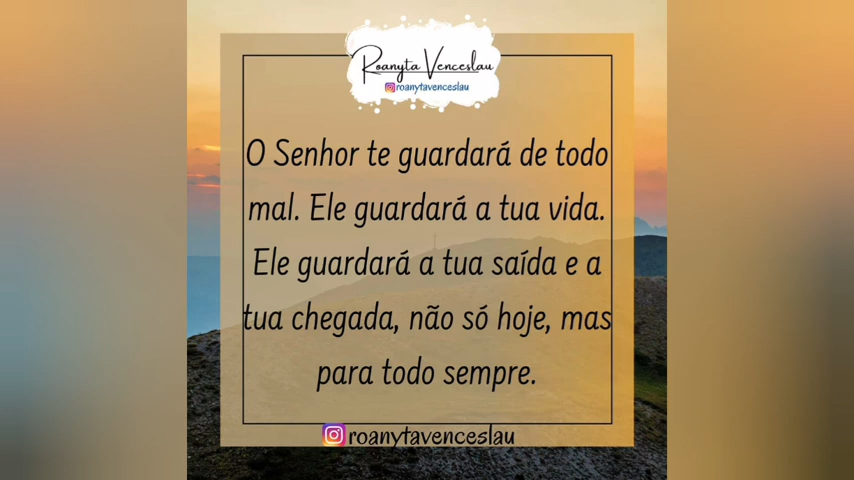 Roanyta Venceslau
roanytavenceslau
O Senhor te guardará de todo
mal. Ele guardará a tua vida.
Ele guardará a tua saída e a
tua chegada, não só hoje, mas
para todo sempre.
roanytavenceslau